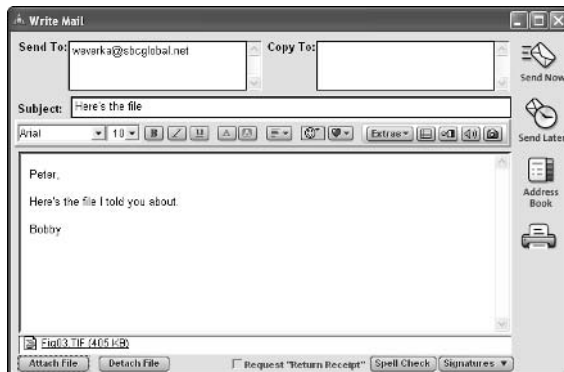 Write Mail
Send To: weverka@sbcglobal.net Copy To:
Send Now
Subject: Here's the file
Arial 10 B I U A A Extras
Send Later
Peter,
Here's the file I told you about.
Bobby
Address
Book
Fig03.TIF (405 KB)
Attach File Detach File Request "Return Receipt" Spell Check Signatures